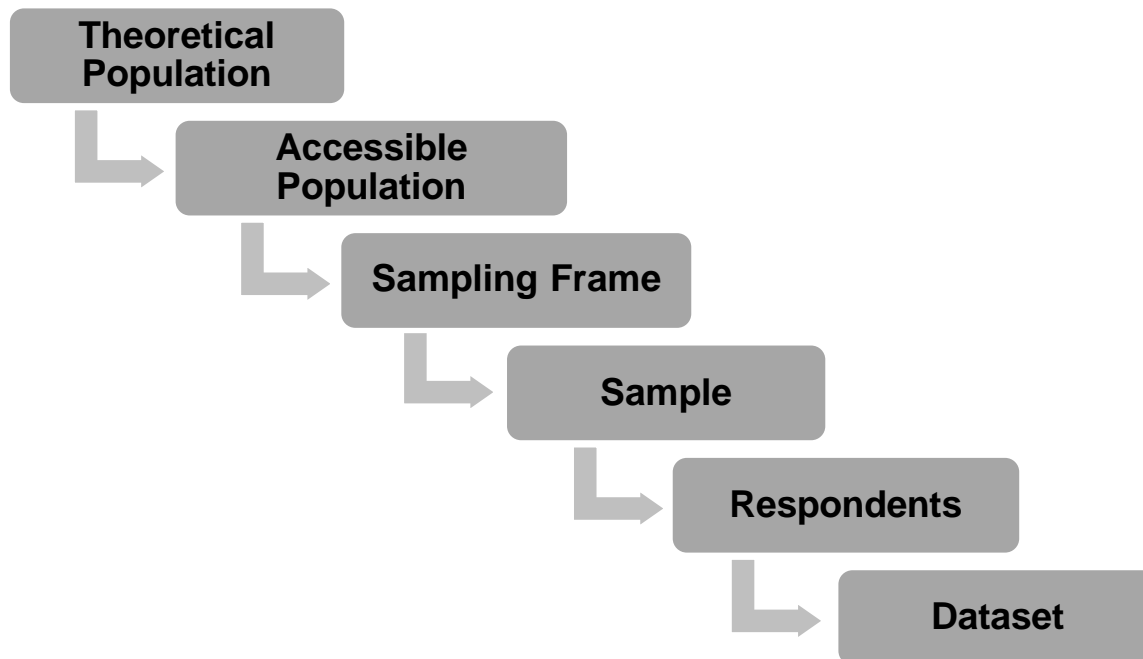 Theoretical
Population
Accessible
Population
Sampling Frame
Sample
Respondents
Dataset